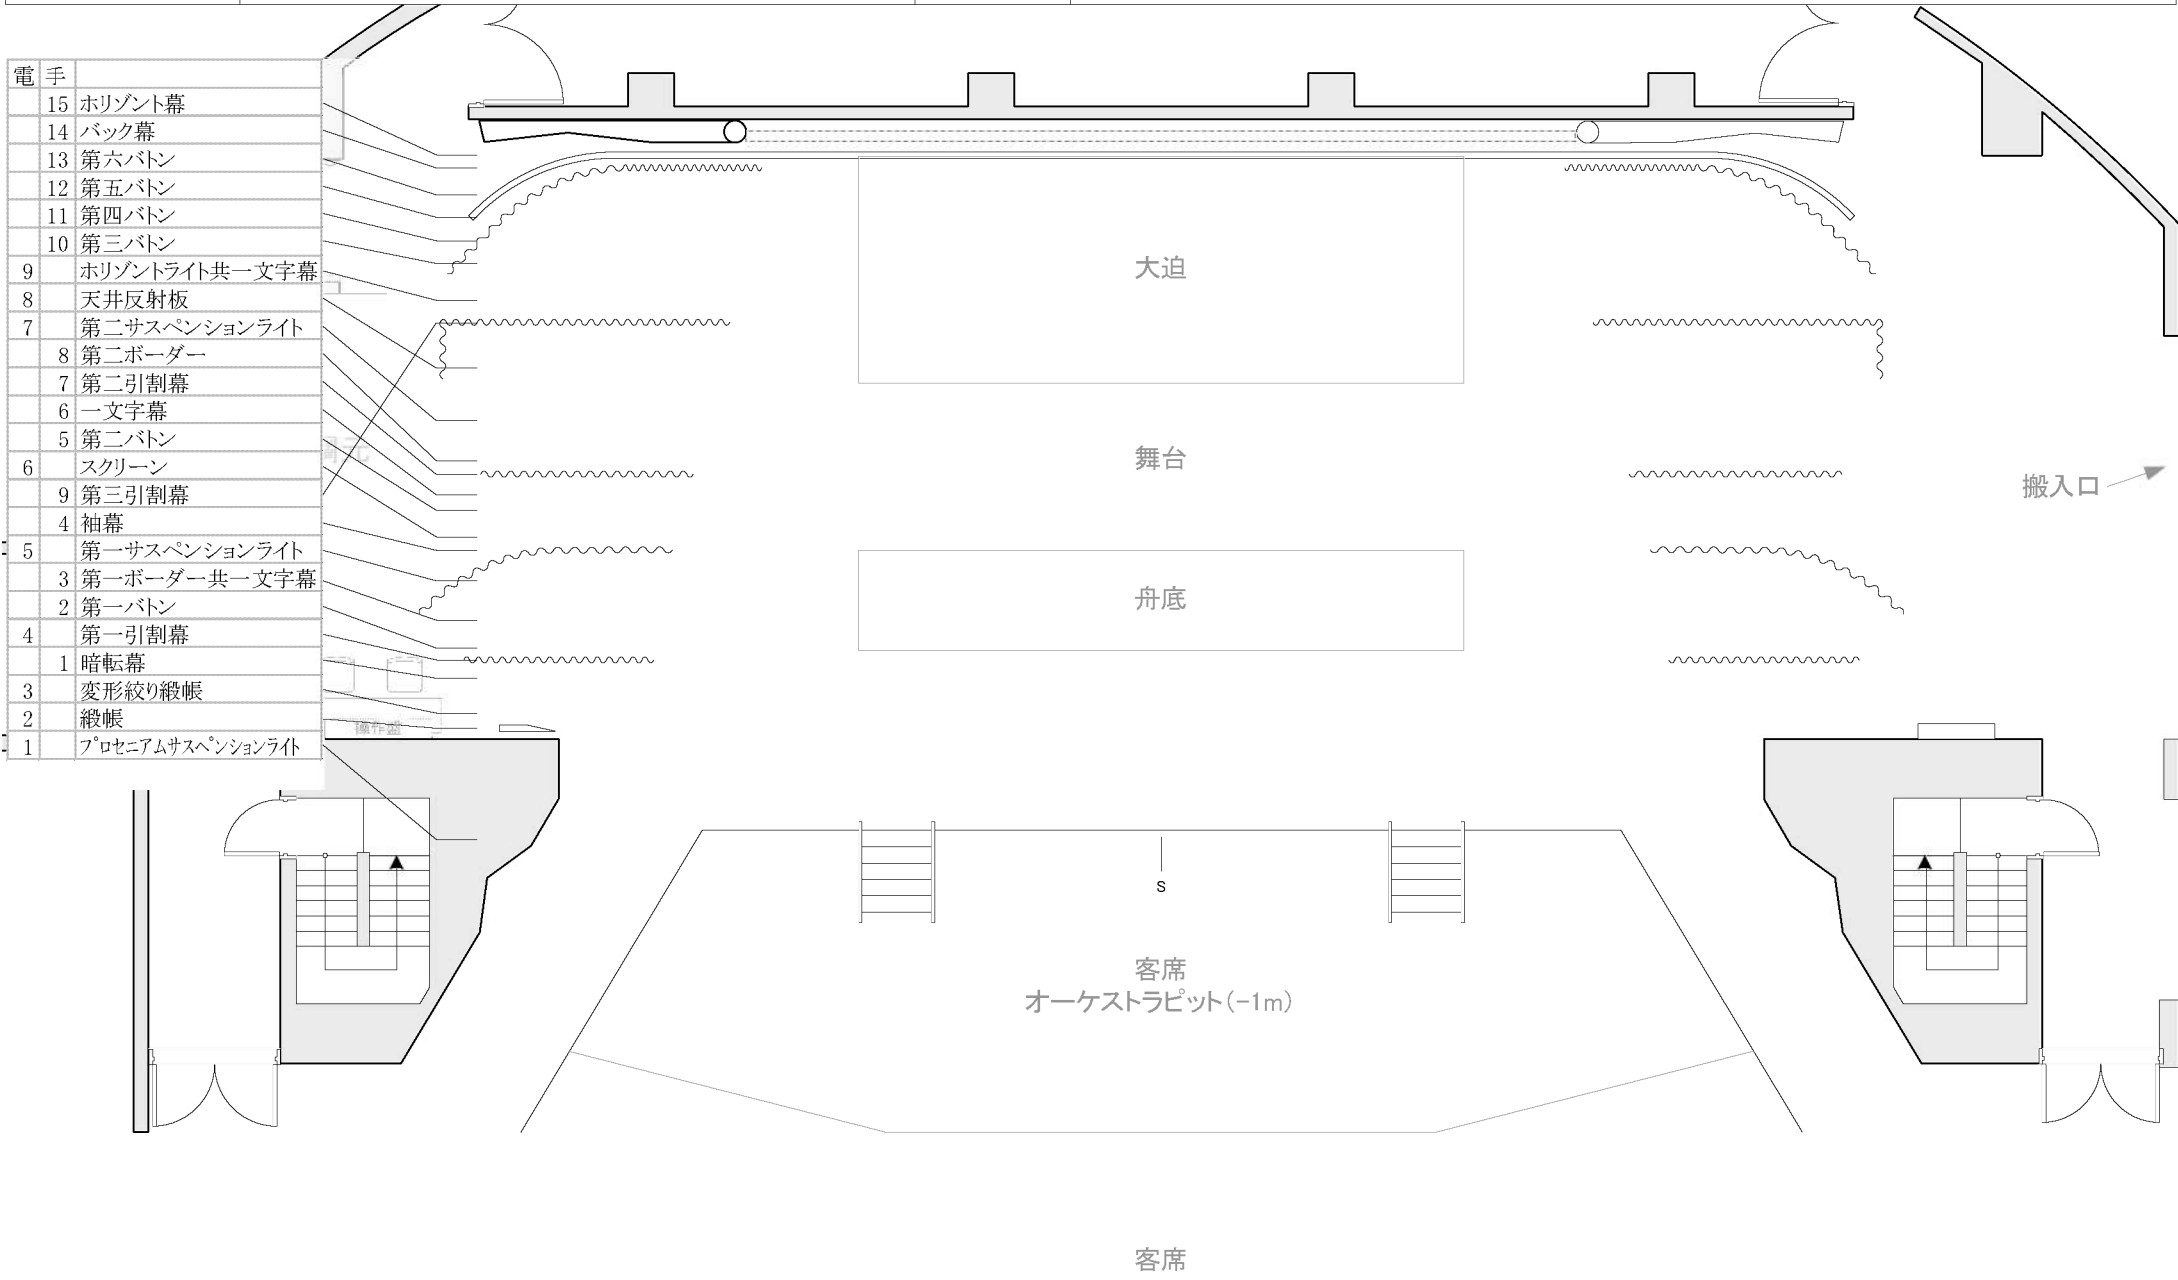 電 手
15 ホリゾント幕
14 バック幕
13 第六バトン
12 第五バトン
11 第四バトン
10 第三バトン
9 ホリゾントライト共一文字幕
8 天井反射板
7 第二サスペンションライト
8 第二ボーダー
7 第二引割幕
6 一文字幕
5 第二バトン
6 スクリーン
9 第三引割幕
4 袖幕
5 第一サスペンションライト
3 第一ボーダー共一文字幕
2 第一バトン
4 第一引割幕
1 暗転幕
3 変形絞り緞帳
2 緞帳
1 プロセニアムサスペンションライト
大迫
舞台
搬入口
舟底
操作盤
S
客席
オーケストラピット(-1m)
客席